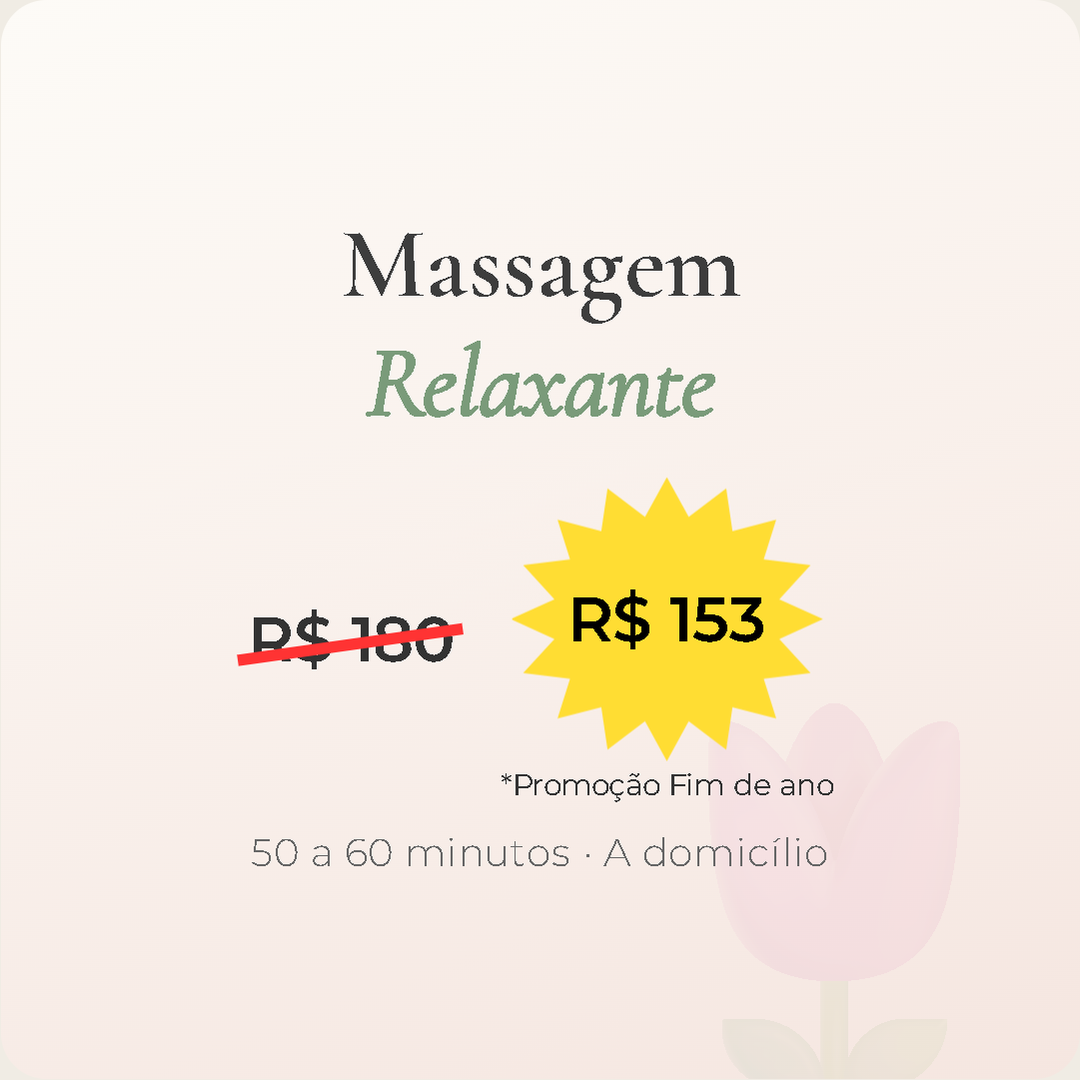 Massagem
Relaxante
R$ 180
R$ 153
*Promoção Fim de ano
50 a 60 minutos · A domicílio